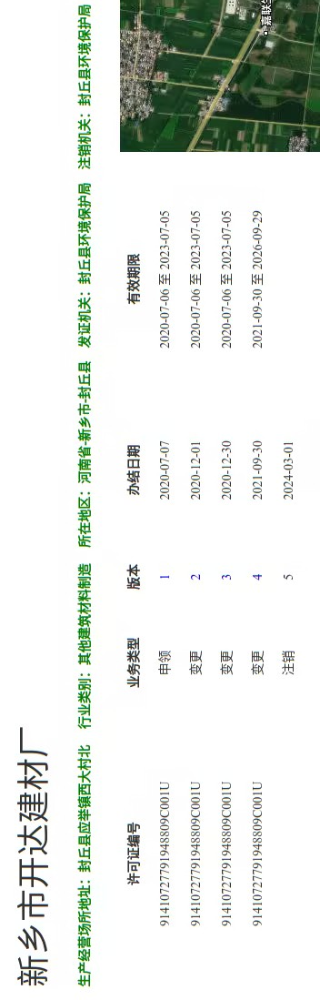 新乡市开达建材厂
生产经营场所地址：封丘县应举镇西大村北 行业类别：其他建筑材料制造 所在地区：河南省-新乡市-封丘县 发证机关：封丘县环境保护局 注销机关：封丘县环境保护局
许可证编号 业务类型 版本 办结日期 有效期限
91410727791948809C001U 申领 1 2020-07-07 2020-07-06 至 2023-07-05
91410727791948809C001U 变更 2 2020-12-01 2020-07-06 至 2023-07-05
91410727791948809C001U 变更 3 2020-12-30 2020-07-06 至 2023-07-05
91410727791948809C001U 变更 4 2021-09-30 2021-09-30 至 2026-09-29
注销 5 2024-03-01
嘉联